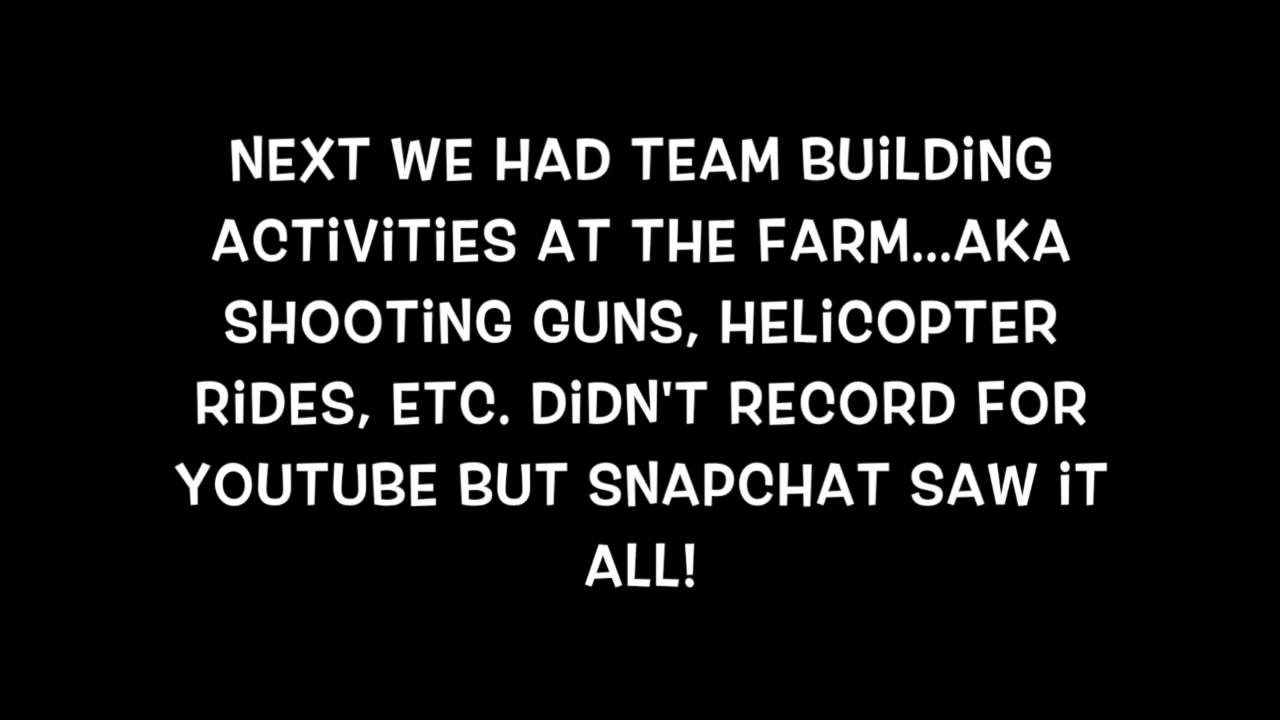 NEXT WE HAD TEAM BUiLDiNG
ACTiViTiES AT THE FARM...AKA
SHOOTiNG GUNS, HELiCOPTER
RiDES, ETC. DiDN'T RECORD FOR
YOUTUBE BUT SNAPCHAT SAW iT
ALL!